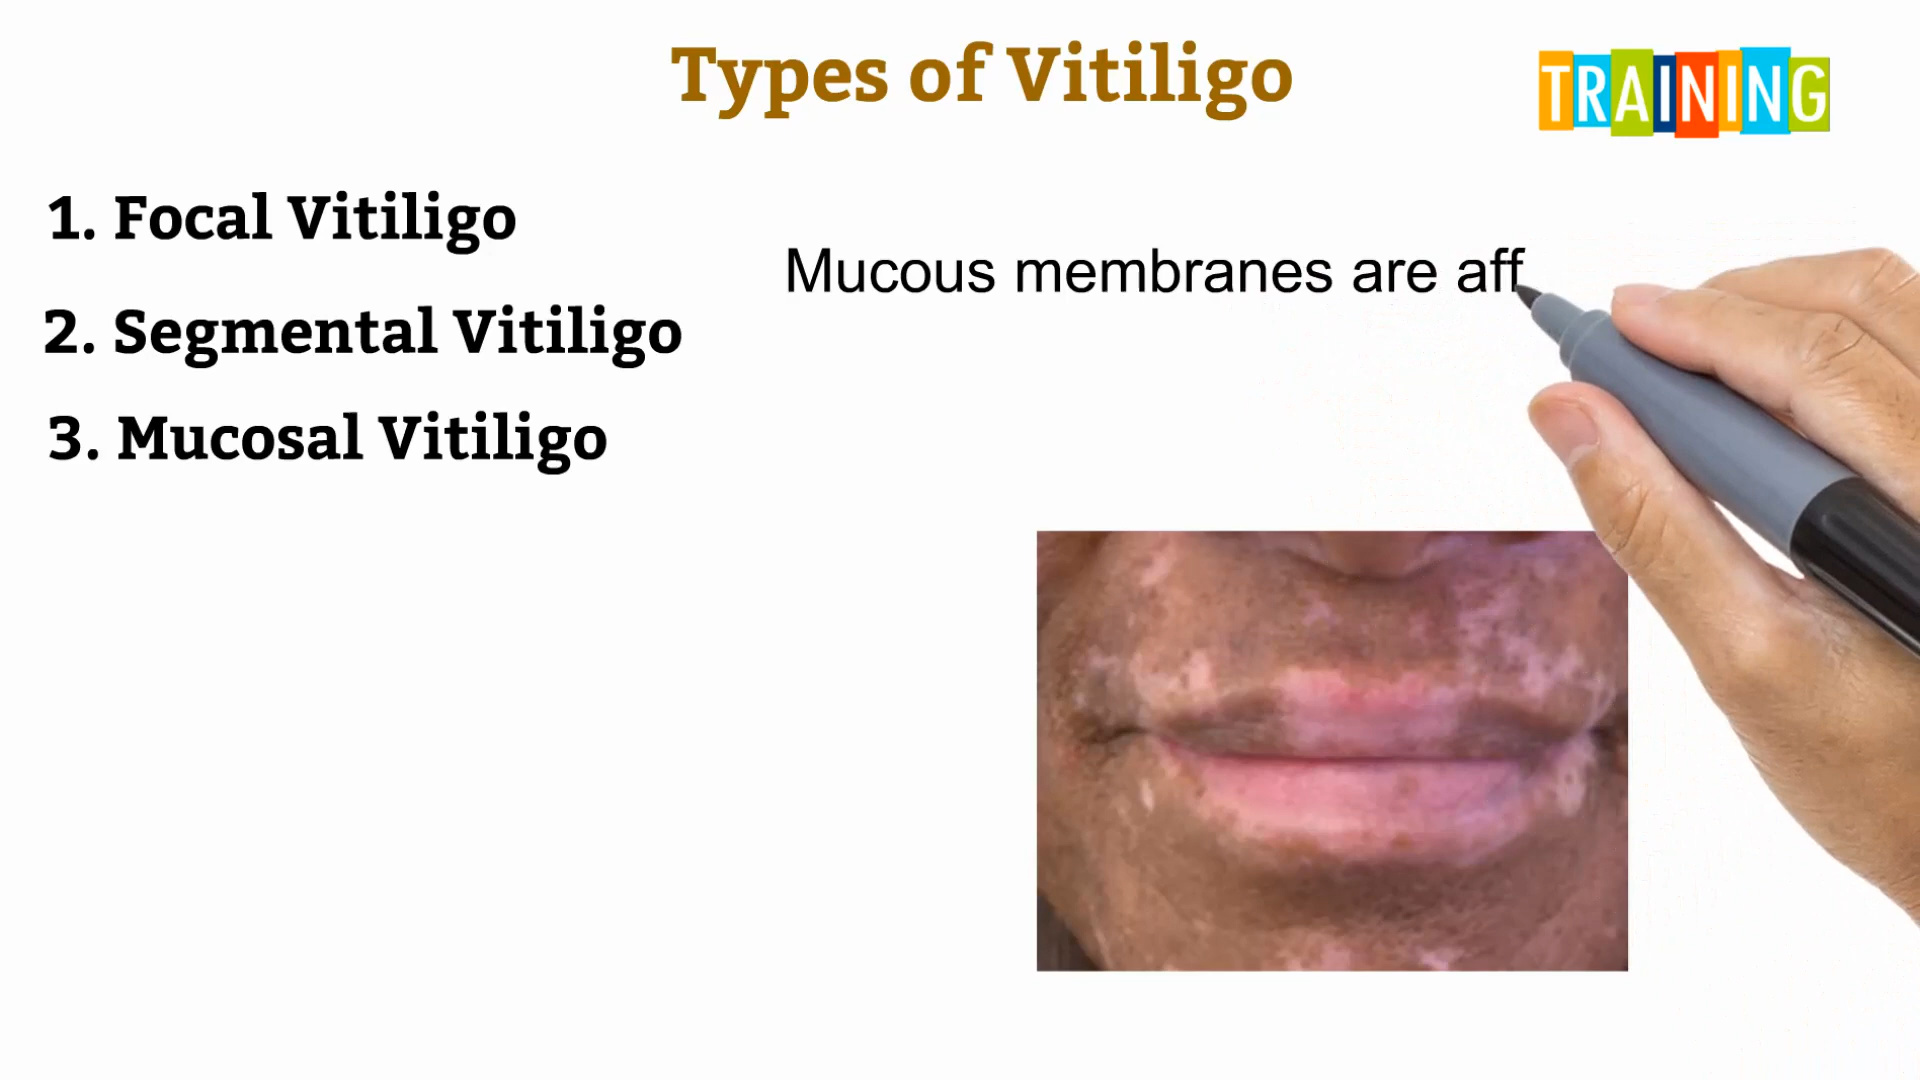 Types of Vitiligo
TRAINING
1. Focal Vitiligo
Mucous membranes are aff
2. Segmental Vitiligo
3. Mucosal Vitiligo